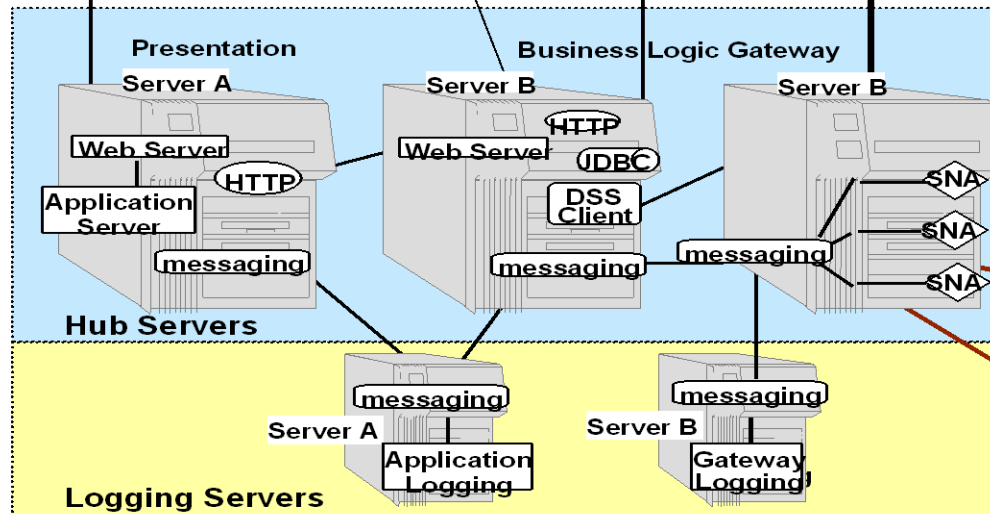 Presentation
Business Logic Gateway
Server A
Server B
Server B
Web Server
HTTP
Application
Server
messaging
HTTP
Web Server
JDBC
DSS
Client
messaging
messaging
SNA
SNA
SNA
Hub Servers
messaging
Server A
Application
Logging
messaging
Server B
Gateway
Logging
Logging Servers